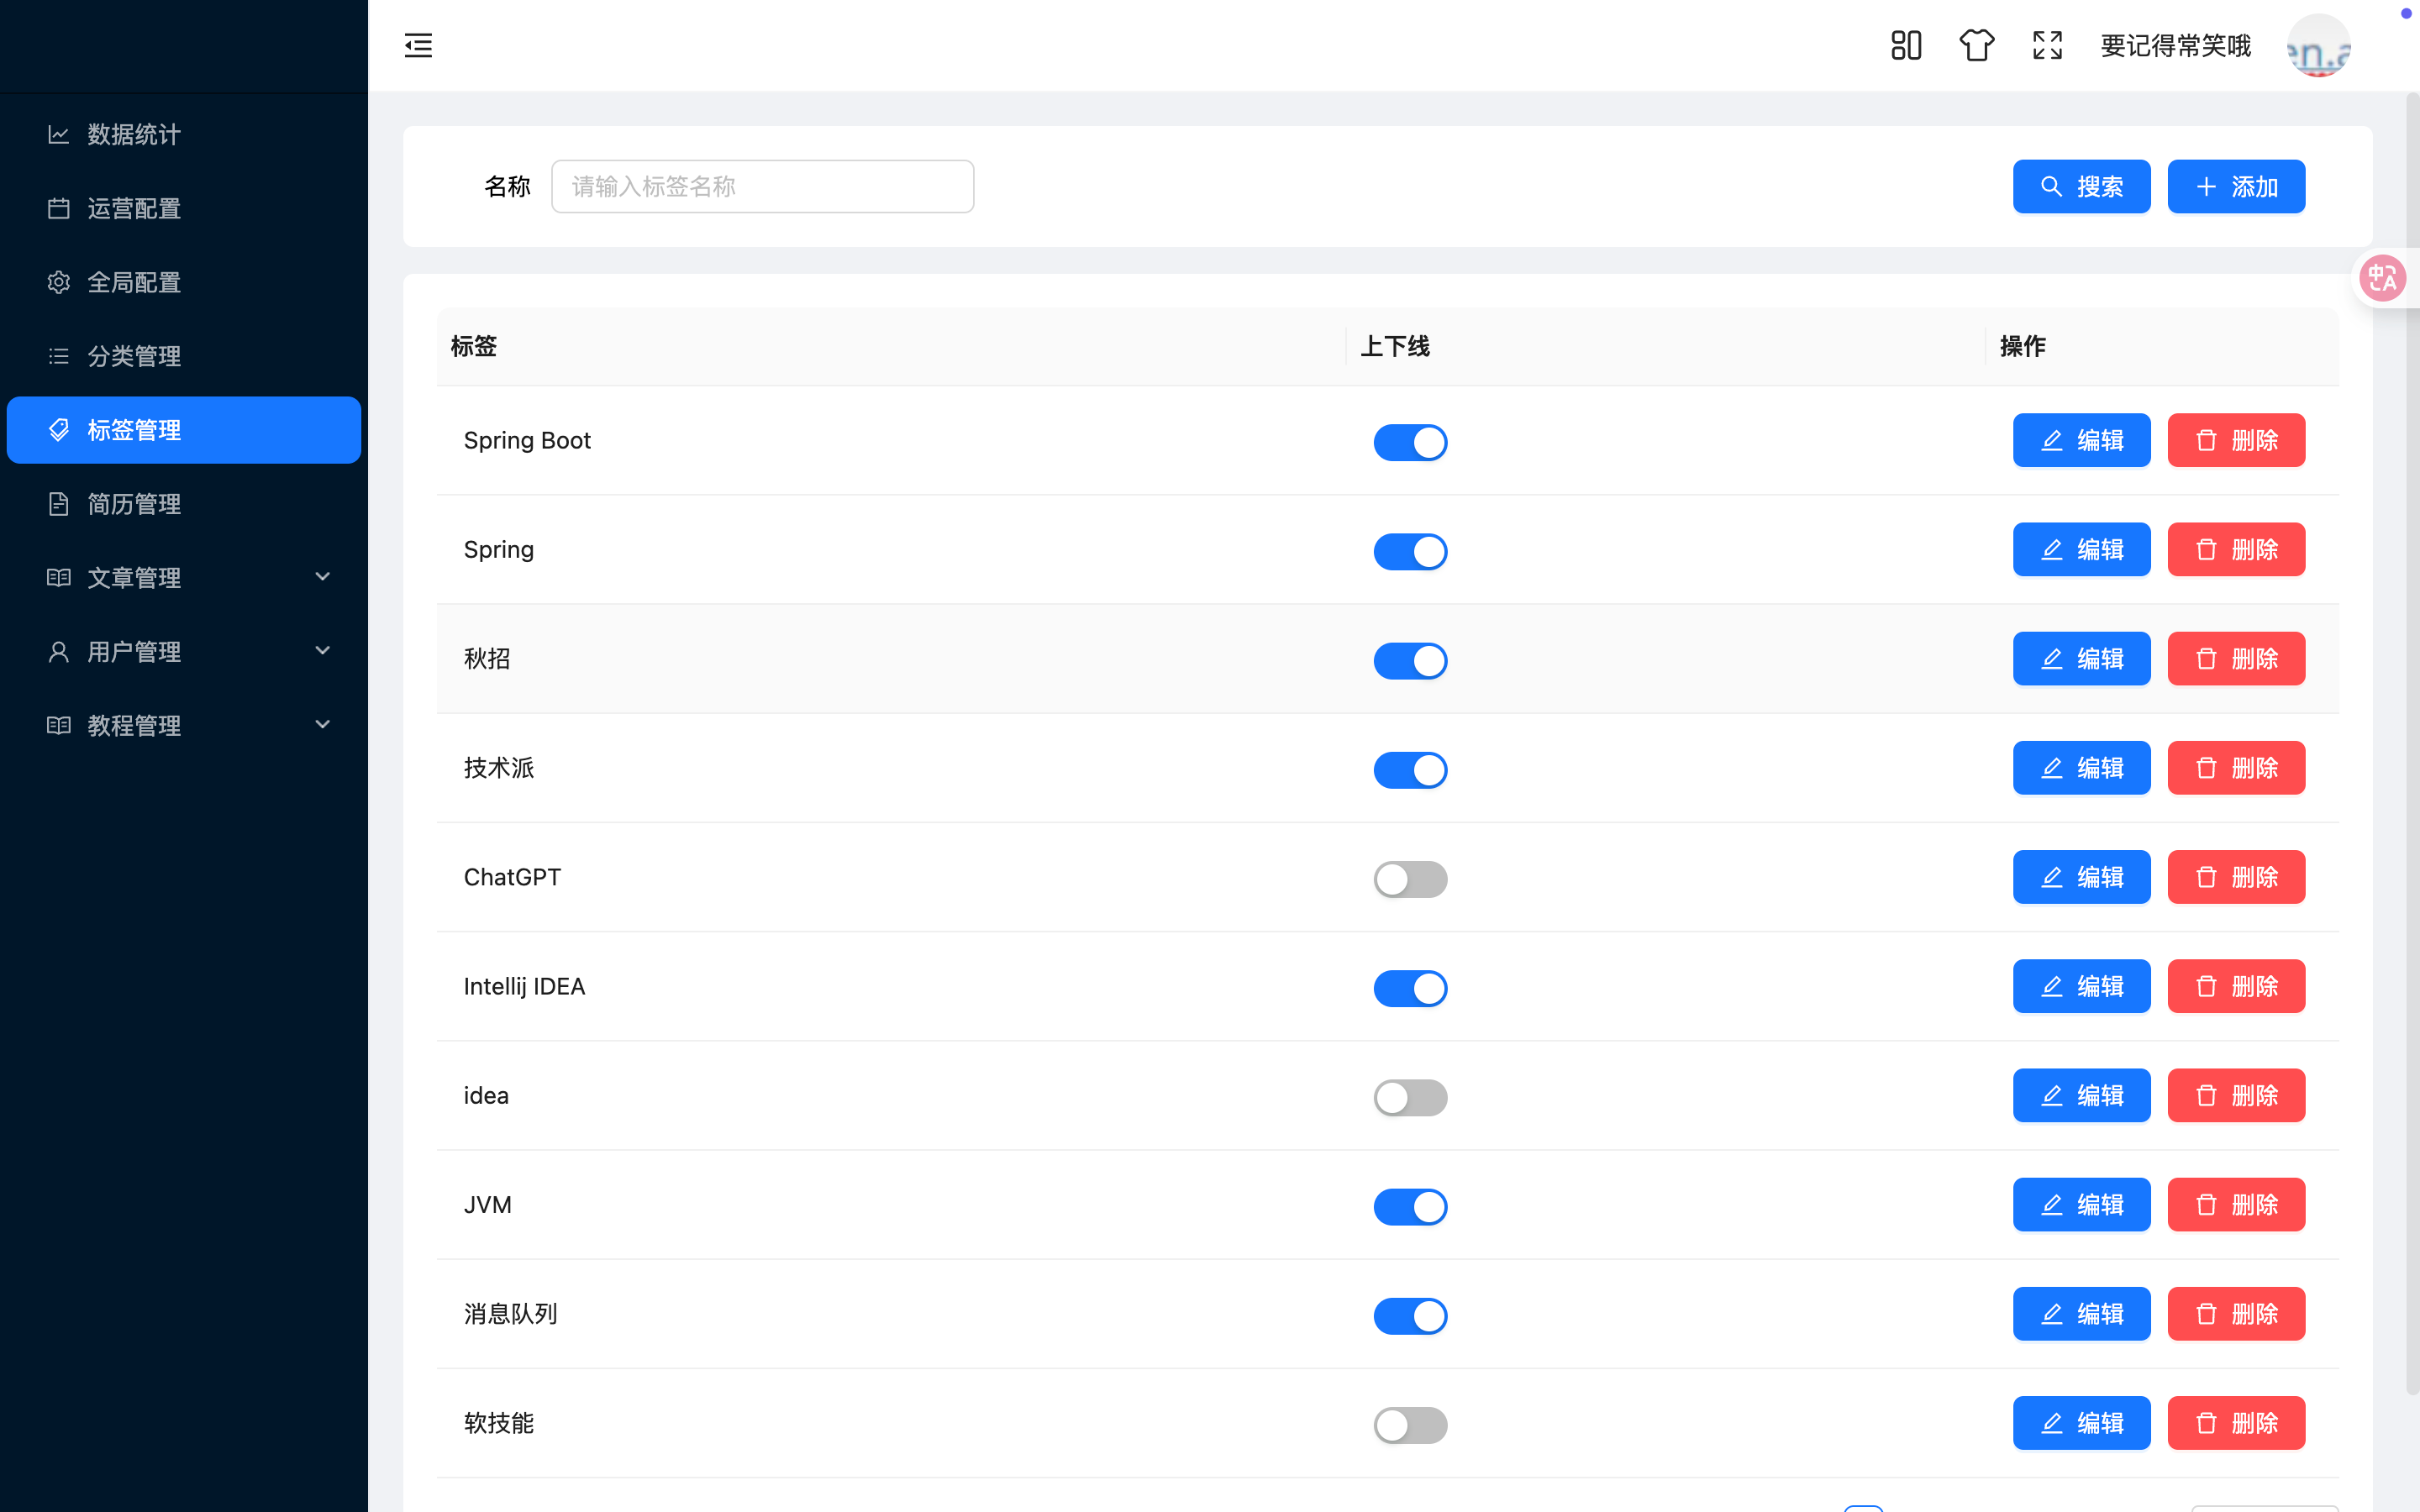 要记得常笑哦
en.a
数据统计
运营配置
全局配置
分类管理
标签管理
简历管理
文章管理
用户管理
教程管理
名称 请输入标签名称 搜索 添加
中 A
标签 上下线 操作
Spring Boot 编辑 删除
Spring 编辑 删除
秋招 编辑 删除
技术派 编辑 删除
ChatGPT 编辑 删除
Intellij IDEA 编辑 删除
idea 编辑 删除
JVM 编辑 删除
消息队列 编辑 删除
软技能 编辑 删除